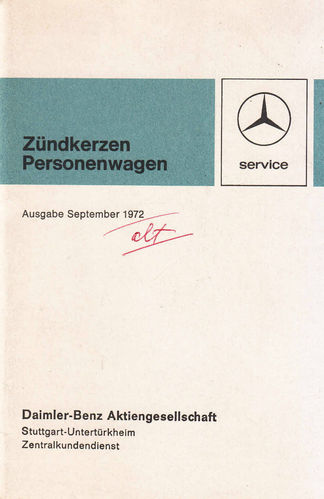 Zündkerzen
Personenwagen
service
Ausgabe September 1972
alt
Daimler-Benz Aktiengesellschaft
Stuttgart-Untertürkheim
Zentralkundendienst